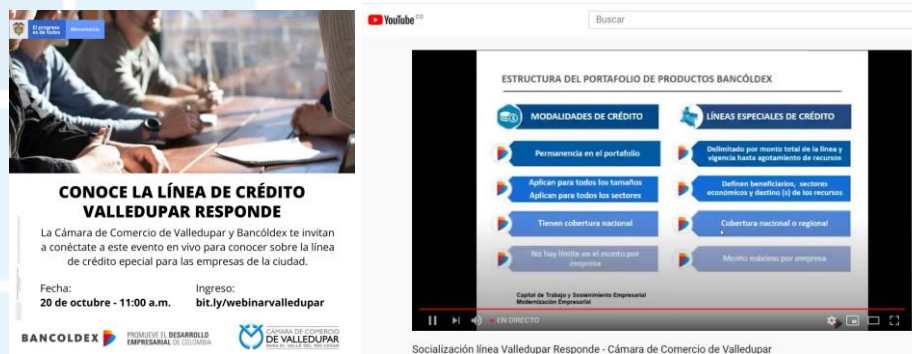 El progreso
es de todos
Mincomercio
CONOCE LA LÍNEA DE CRÉDITO
VALLEDUPAR RESPONDE
La Cámara de Comercio de Valledupar y Bancóldex te invitan
a conéctate a este evento en vivo para conocer sobre la línea
de crédito epecial para las empresas de la ciudad.
Fecha:
20 de octubre - 11:00 a.m.
Ingreso:
bit.ly/webinarvalledupar
BANCOLDEX
PROMUEVE EL DESARROLLO
EMPRESARIAL DE COLOMBIA
CÁMARA DE COMERCIO
DE VALLEDUPAR
PARA EL VALLE DEL RÍO CESAR
YouTube CO
Buscar
ESTRUCTURA DEL PORTAFOLIO DE PRODUCTOS BANCÓLDEX
MODALIDADES DE CRÉDITO
Permanencia en el portafolio
Aplican para todos los tamaños
Aplican para todos los sectores
Tienen cobertura nacional
No hay límite en el monto por
empresa
LÍNEAS ESPECIALES DE CRÉDITO
Delimitado por monto total de la línea y
vigencia hasta agotamiento de recursos
Definen beneficiarios, sectores
económicos y destino (s) de los recursos
Cobertura nacional o regional
Monto máximo por empresa
Capital de Trabajo y Sostenimiento Empresarial
Modernización Empresarial
EN DIRECTO
Socialización línea Valledupar Responde - Cámara de Comercio de Valledupar